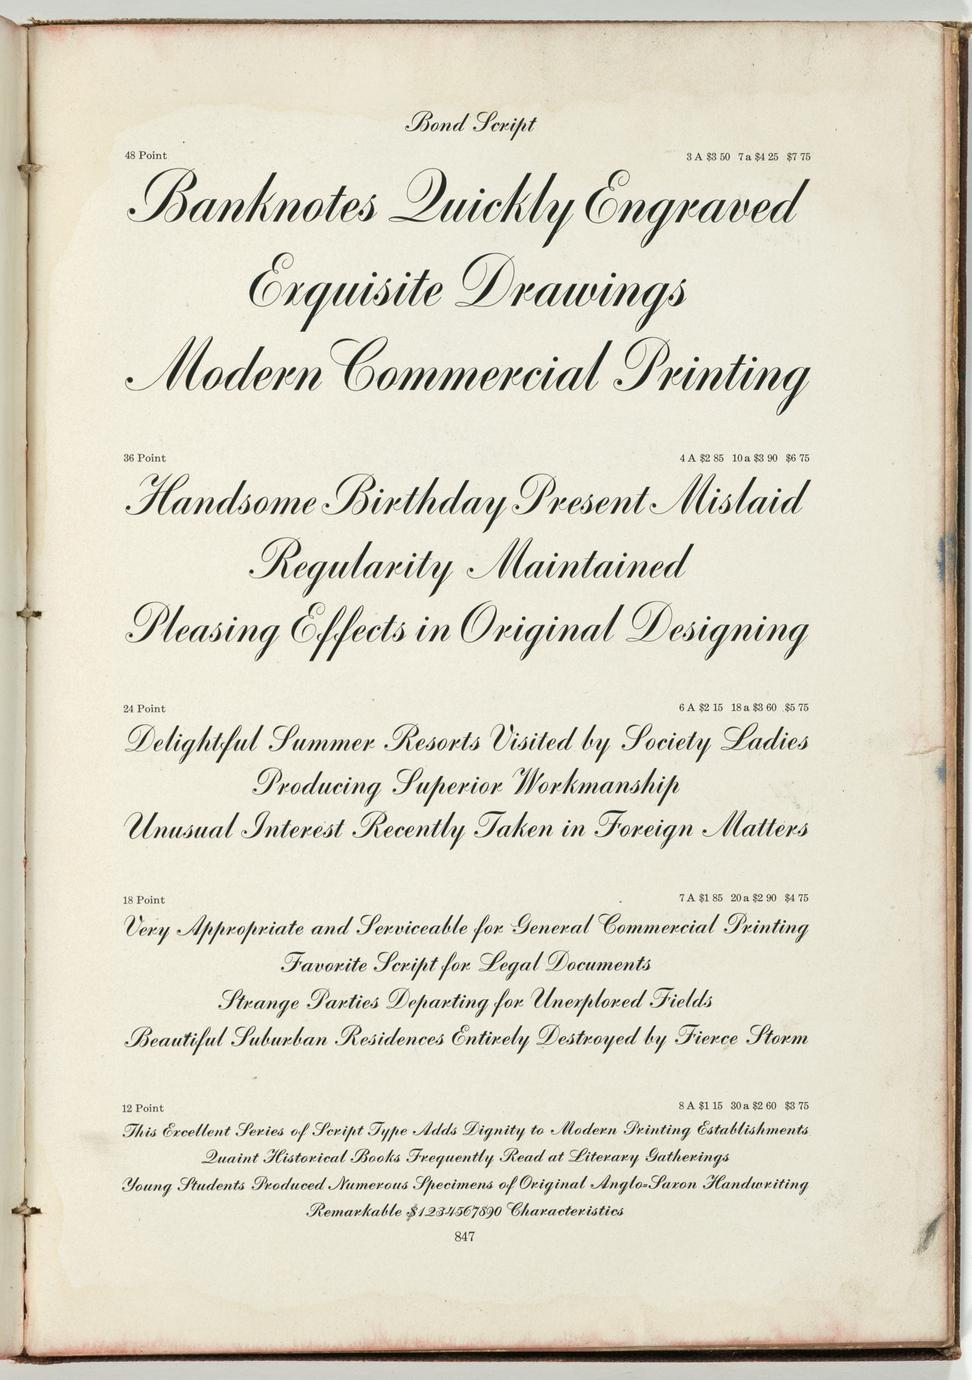 Bond Script
48 Point 3 A $3 50 7 a $4 25 $7 75
Banknotes Quickly Engraved
Exquisite Drawings
Modern Commercial Printing
36 Point 4 A $2 85 10 a $3 90 $6 75
Handsome Birthday Present Mislaid
Regularity Maintained
Pleasing Effects in Original Designing
24 Point 6 A $2 15 18 a $3 60 $5 75
Delightful Summer Resorts Visited by Society Ladies
Producing Superior Workmanship
Unusual Interest Recently Taken in Foreign Matters
18 Point 7 A $1 85 20 a $2 90 $4 75
Very Appropriate and Serviceable for General Commercial Printing
Favorite Script for Legal Documents
Strange Parties Departing for Unexplored Fields
Beautiful Suburban Residences Entirely Destroyed by Fierce Storm
12 Point 8 A $1 15 30 a $2 60 $3 75
This Excellent Series of Script Type Adds Dignity to Modern Printing Establishments
Quaint Historical Books Frequently Read at Literary Gatherings
Young Students Produced Numerous Specimens of Original Anglo-Saxon Handwriting
Remarkable $1234567890 Characteristics
847